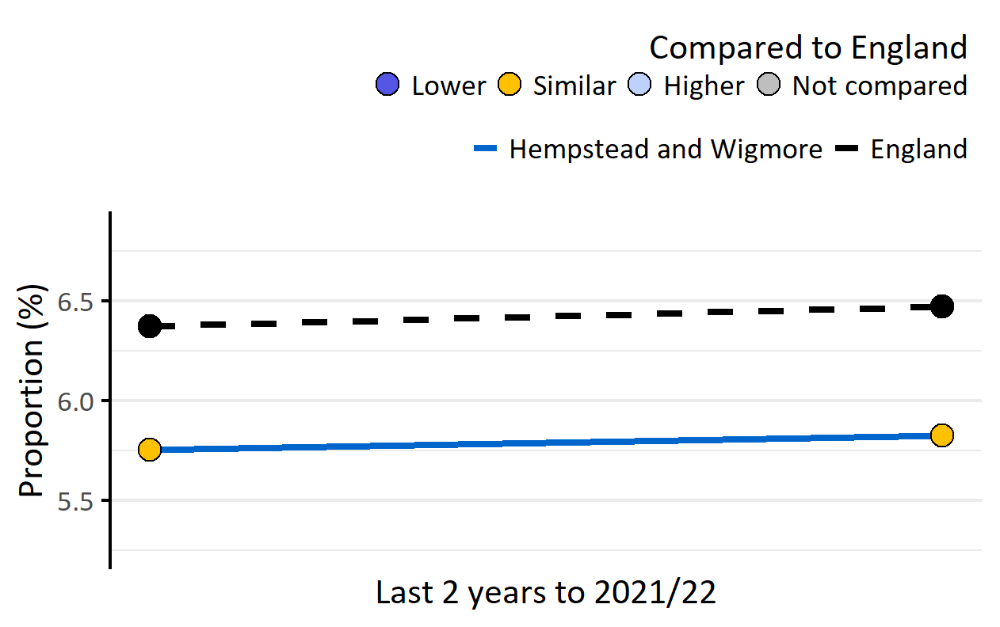 Compared to England
Lower Similar Higher Not compared
Hempstead and Wigmore England
Proportion (%)
6.5
6.0
5.5
Last 2 years to 2021/22